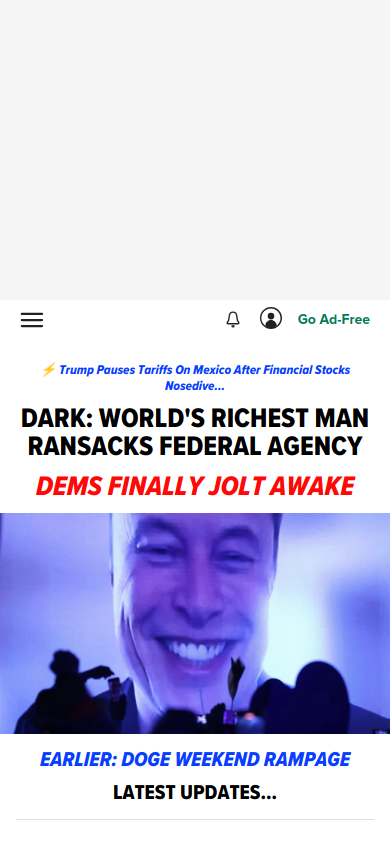 Go Ad-Free
⚡ Trump Pauses Tariffs On Mexico After Financial Stocks
Nosedive...
DARK: WORLD'S RICHEST MAN
RANSACKS FEDERAL AGENCY
DEMS FINALLY JOLT AWAKE
EARLIER: DOGE WEEKEND RAMPAGE
LATEST UPDATES...